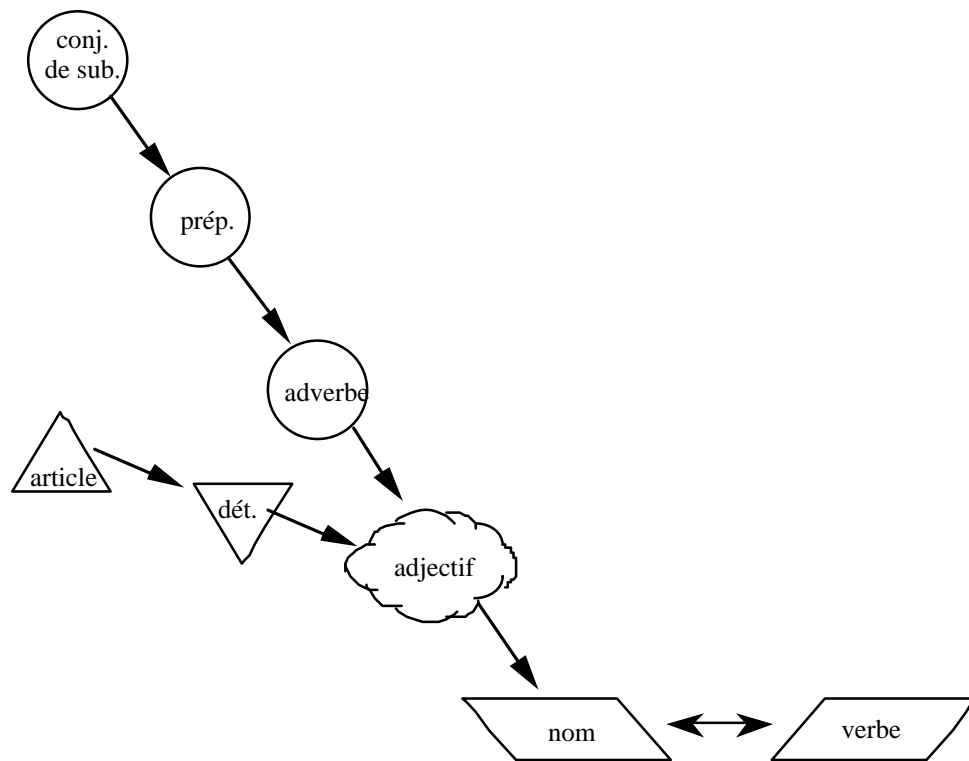 conj.
de sub.
prép.
adverbe
article
dét.
adjectif
nom
verbe